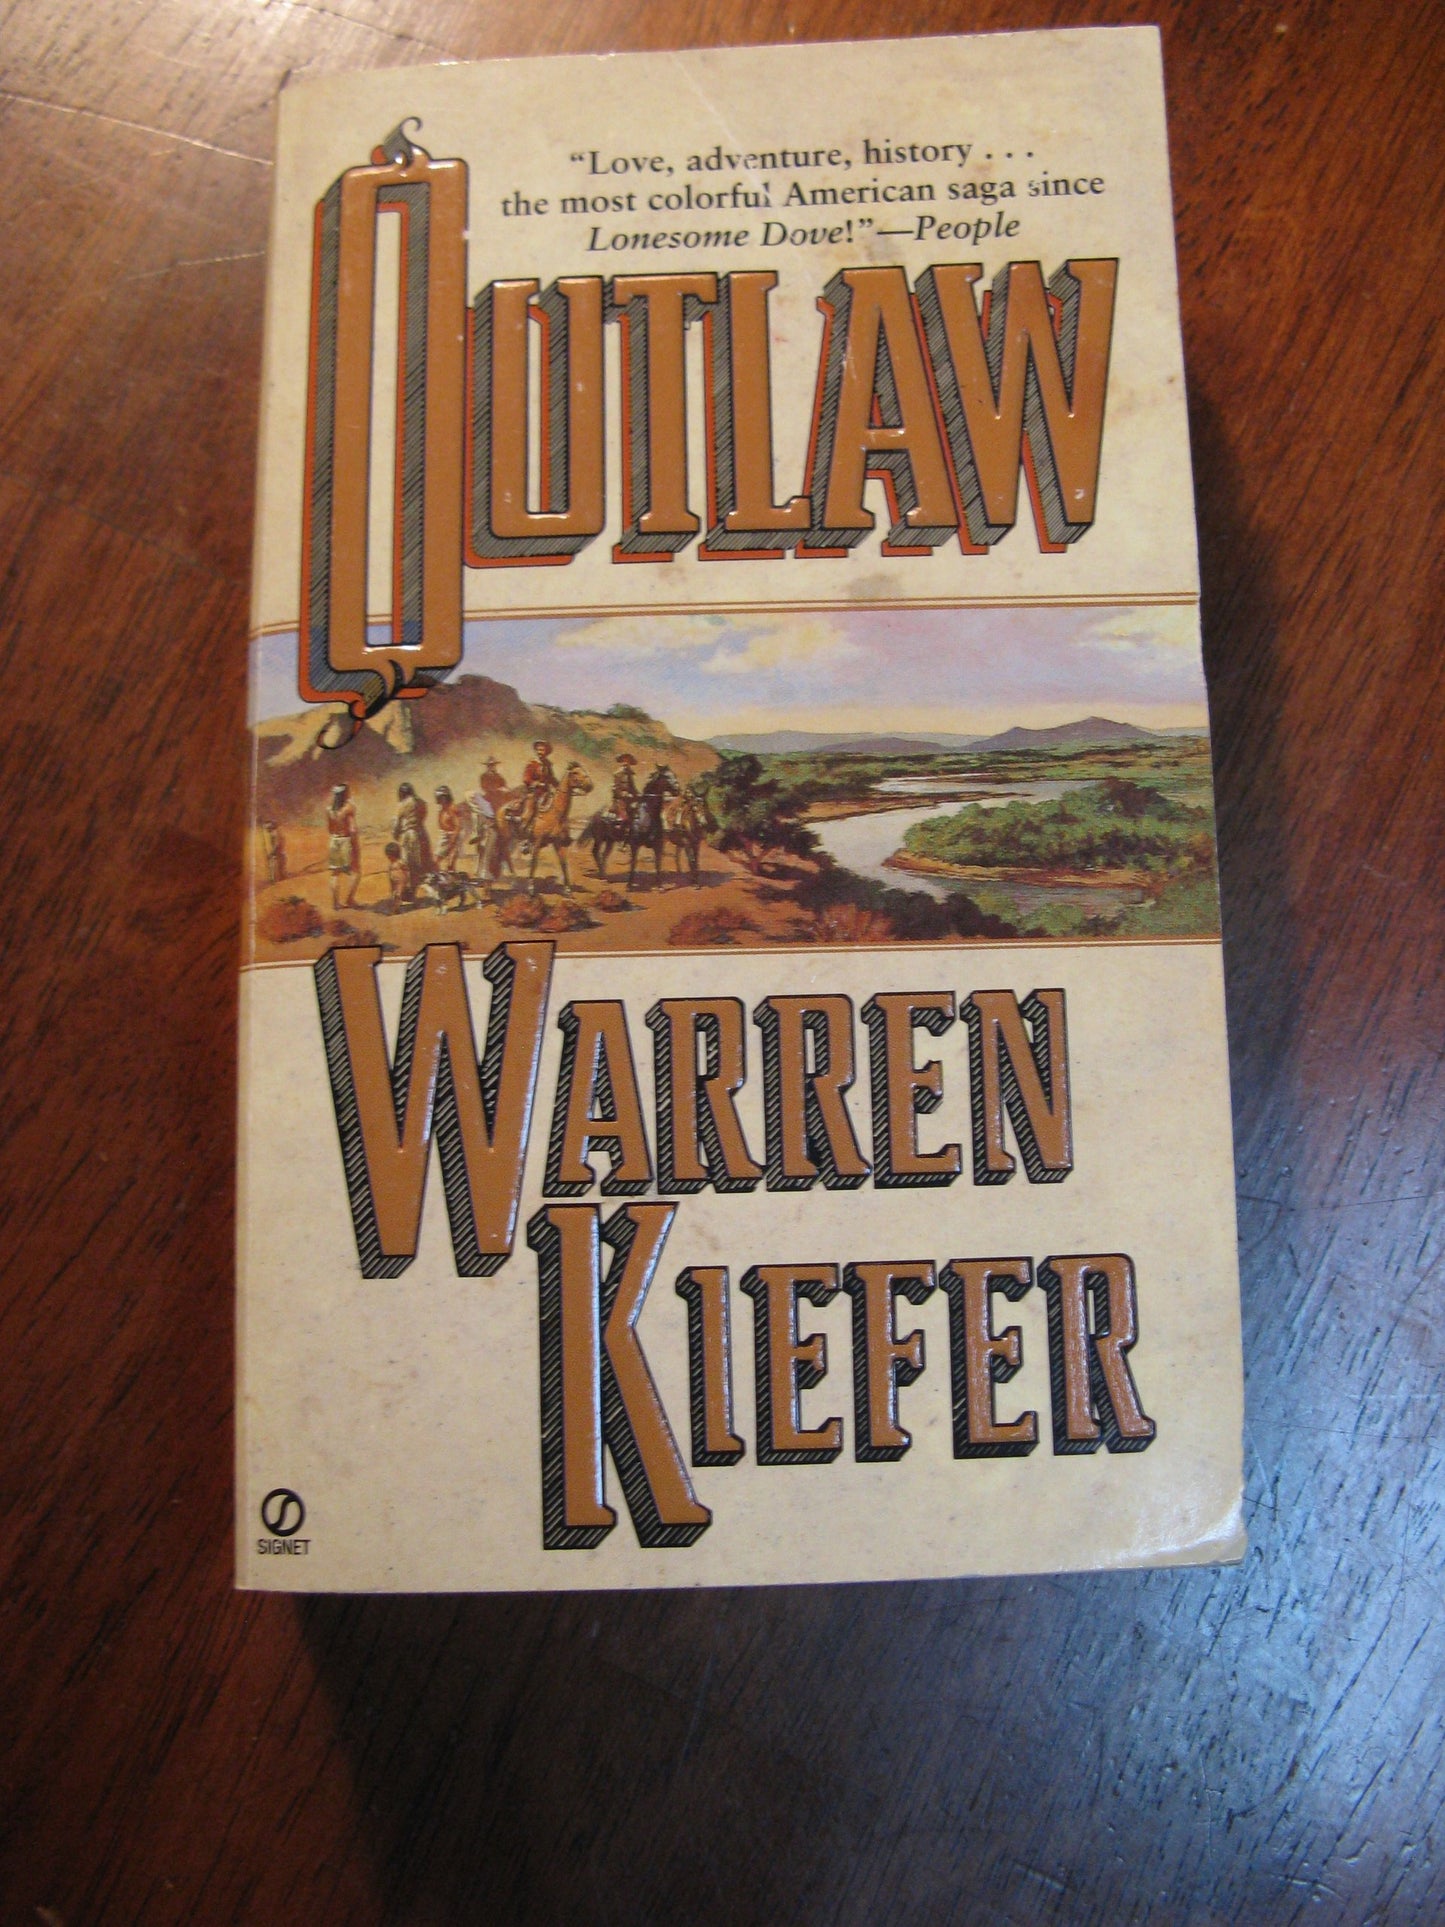 “Love, adventure, history . . .
the most colorful American saga since
Lonesome Dove!”—People
OUTLAW
WARREN
KIEFER
SIGNET